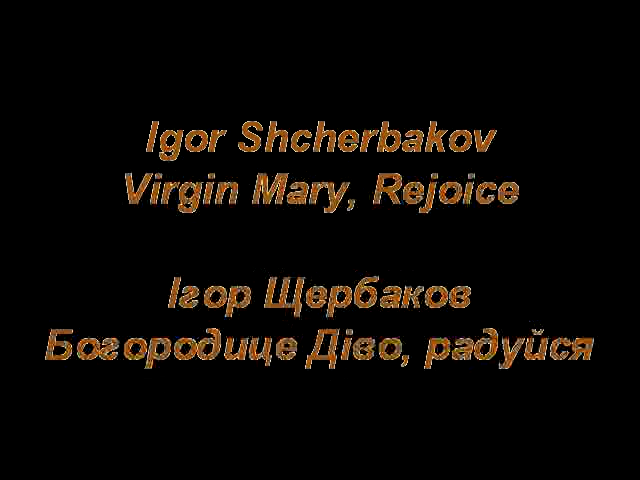 Igor Shcherbakov
Virgin Mary, Rejoice
Ігор Щербаков
Богородице Діво, радуйся